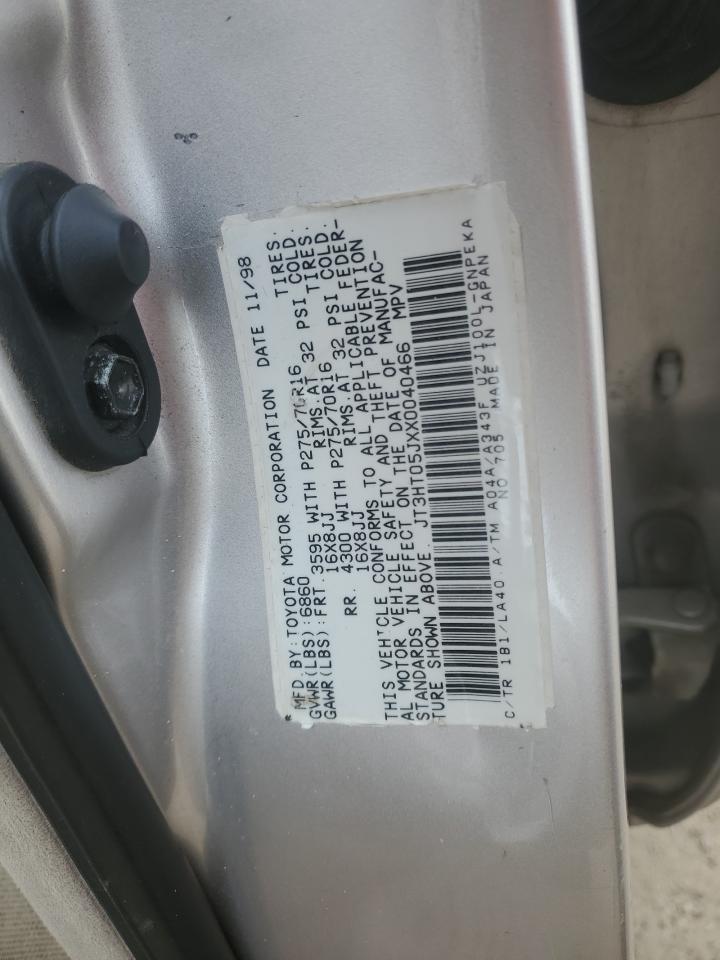 MFD BY: TOYOTA MOTOR CORPORATION DATE 11/98
GVWR(LBS):6860
GAWR(LBS):FRT. 3595 WITH P275/70R16 TIRES.
16X8JJ RIMS.AT 32 PSI COLD.
RR. 4300 WITH P275/70R16 TIRES.
16X8JJ RIMS.AT 32 PSI COLD.
THIS VEHICLE CONFORMS TO ALL APPLICABLE FEDER-
AL MOTOR VEHICLE SAFETY AND THEFT PREVENTION
STANDARDS IN EFFECT ON THE DATE OF MANUFAC-
TURE SHOWN ABOVE. JT3HT05JXX0040466 MPV
C/TR 1B1/LA40 A/TM A04A/A343F UZJ100L-GNPEKA
NO 705 MADE IN JAPAN